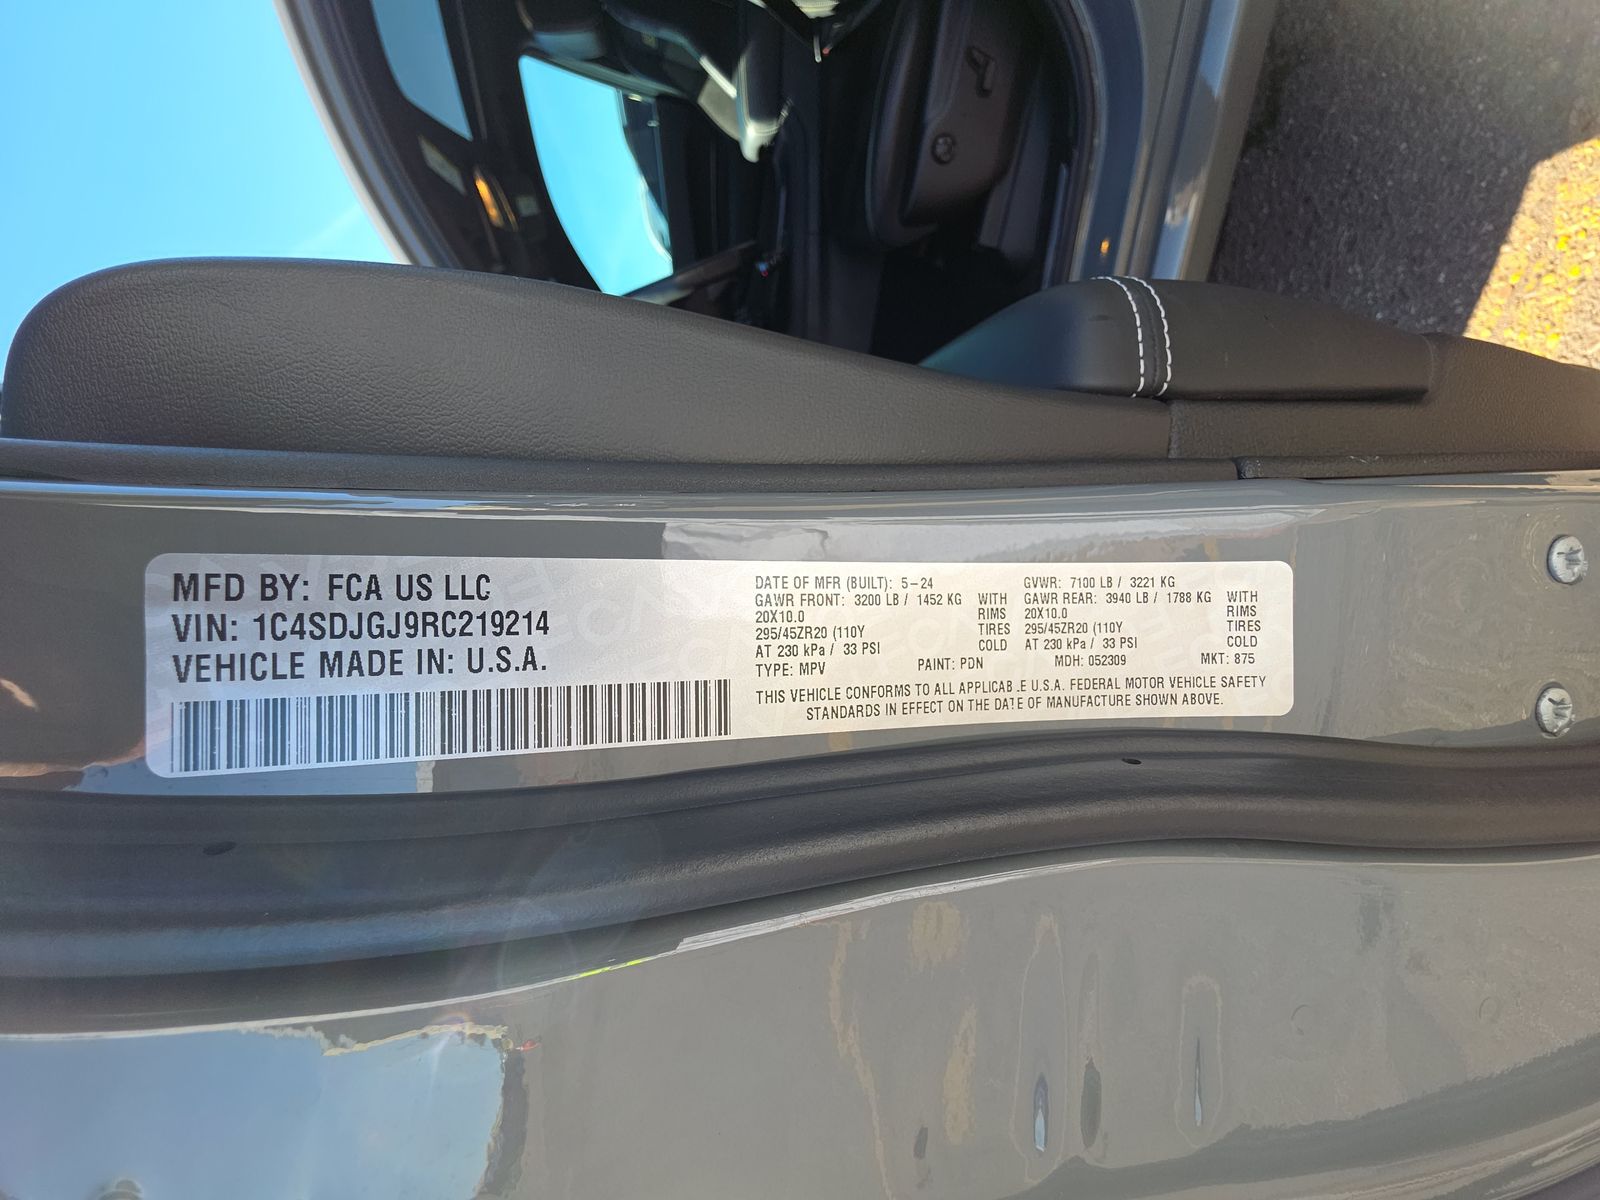 MFD BY: FCA US LLC
VIN: 1C4SDJGJ9RC219214
VEHICLE MADE IN: U.S.A.
DATE OF MFR (BUILT): 5-24 GVWR: 7100 LB / 3221 KG
GAWR FRONT: 3200 LB / 1452 KG WITH GAWR REAR: 3940 LB / 1788 KG WITH
20X10.0 RIMS 20X10.0 RIMS
295/45ZR20 (110Y TIRES 295/45ZR20 (110Y TIRES
AT 230 kPa / 33 PSI COLD AT 230 kPa / 33 PSI COLD
TYPE: MPV PAINT: PDN MDH: 052309 MKT: 875
THIS VEHICLE CONFORMS TO ALL APPLICABLE U.S.A. FEDERAL MOTOR VEHICLE SAFETY
STANDARDS IN EFFECT ON THE DATE OF MANUFACTURE SHOWN ABOVE.